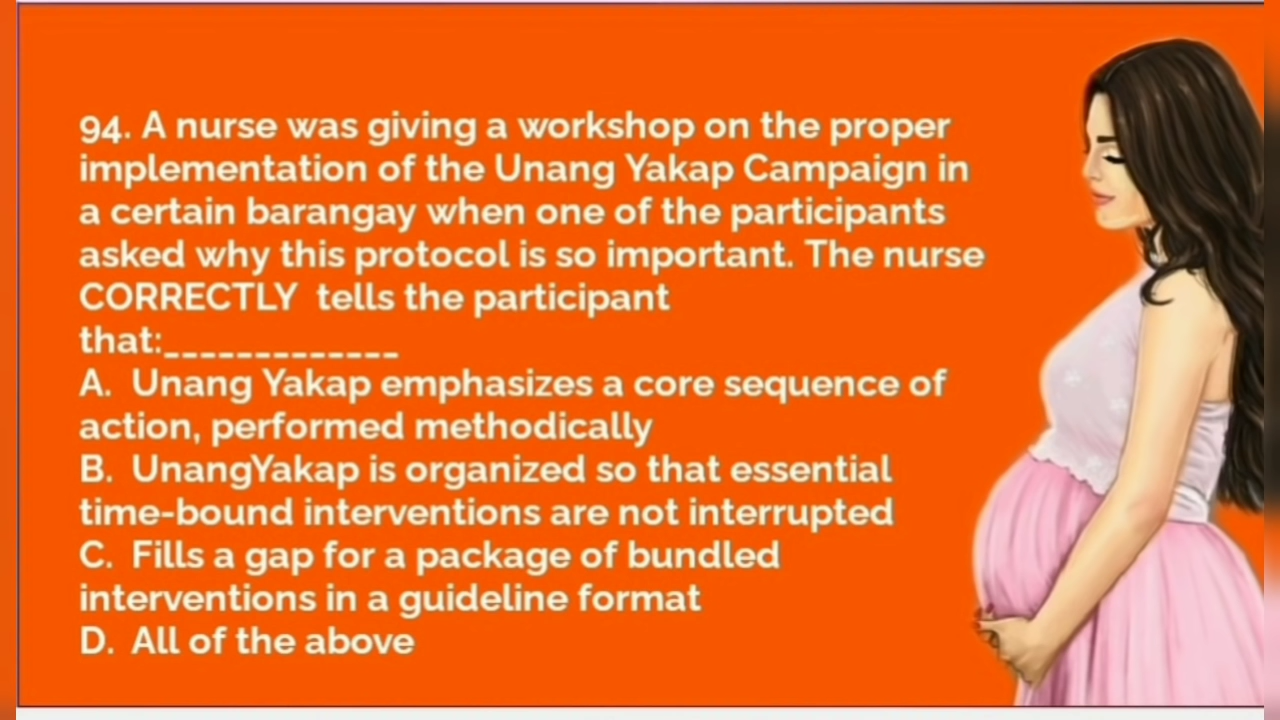 94. A nurse was giving a workshop on the proper
implementation of the Unang Yakap Campaign in
a certain barangay when one of the participants
asked why this protocol is so important. The nurse
CORRECTLY  tells the participant
that:_____________
A.  Unang Yakap emphasizes a core sequence of
action, performed methodically
B.  UnangYakap is organized so that essential
time-bound interventions are not interrupted
C.  Fills a gap for a package of bundled
interventions in a guideline format
D.  All of the above